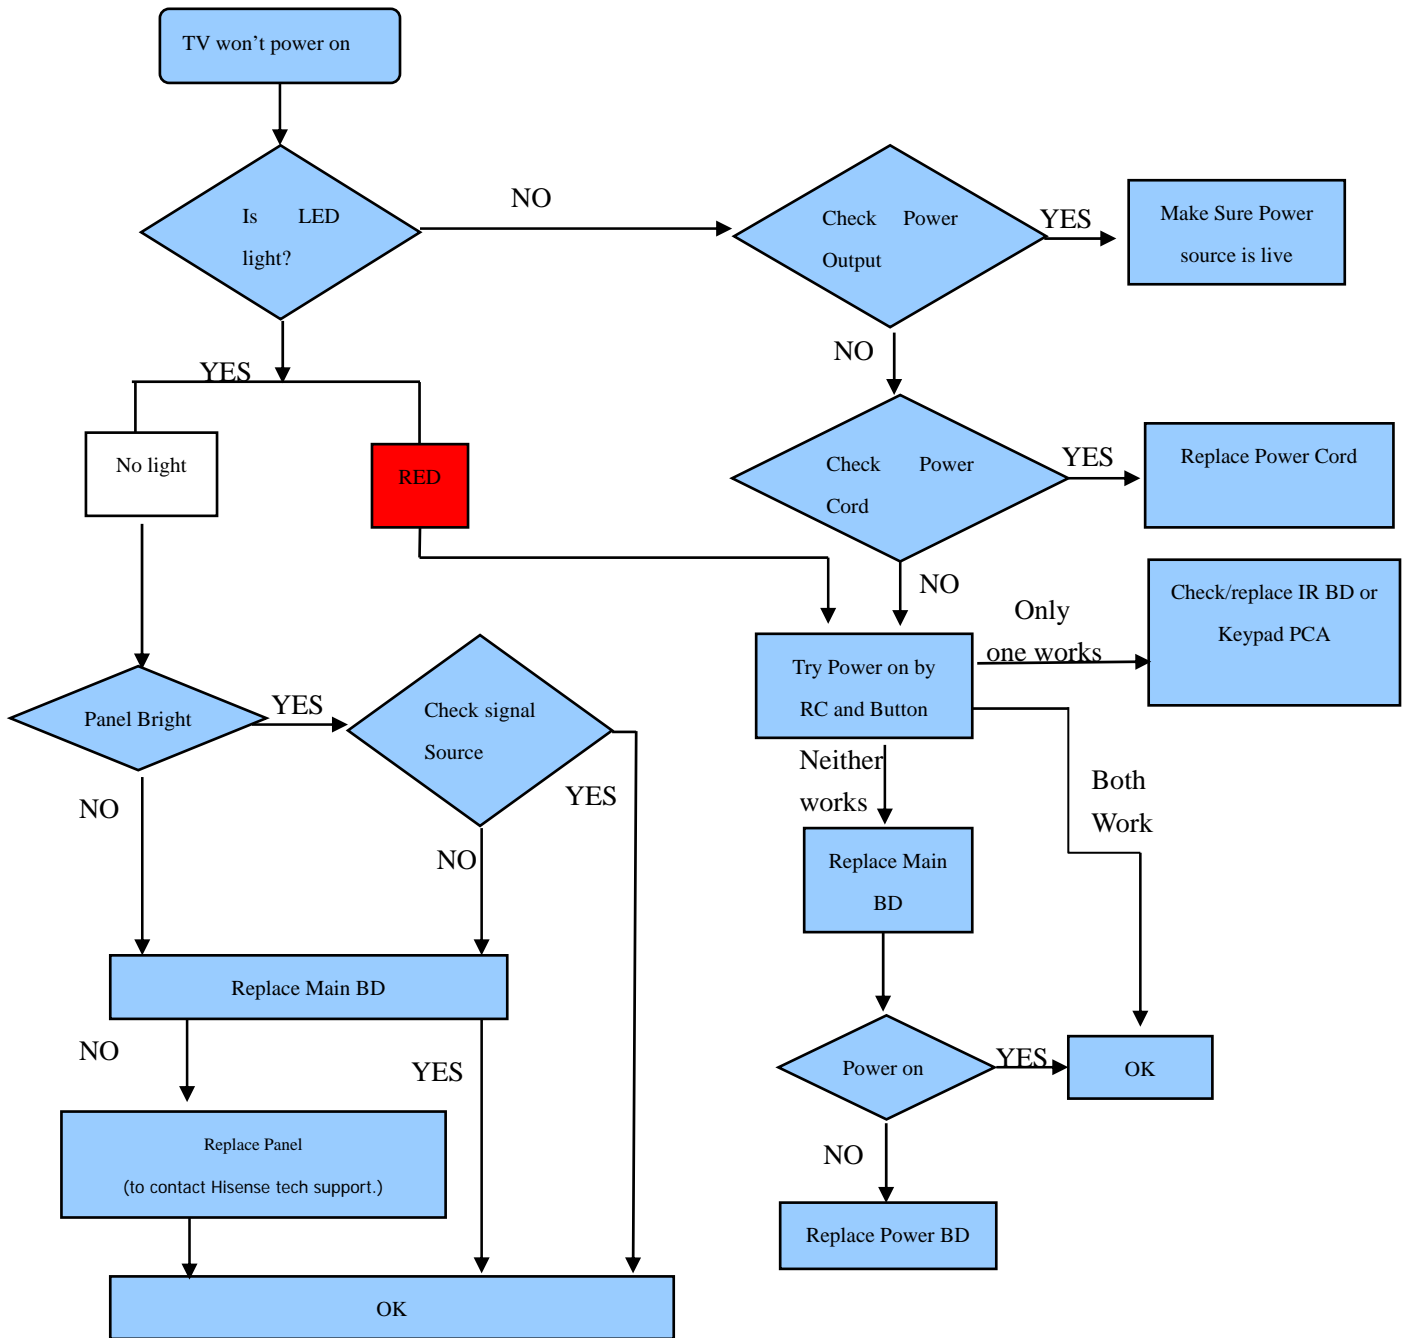 TV won't power on
Is LED
light?
NO
Check Power
Output
YES
Make Sure Power
source is live
NO
YES
No light
RED
Check Power
Cord
YES
Replace Power Cord
NO
Only
one works
Check/replace IR BD or
Keypad PCA
Try Power on by
RC and Button
Panel Bright
YES
Check signal
Source
YES
NO
NO
Neither
works
Both
Work
Replace Main
BD
Replace Main BD
NO
YES
Power on
YES
OK
Replace Panel
(to contact Hisense tech support.)
NO
Replace Power BD
OK